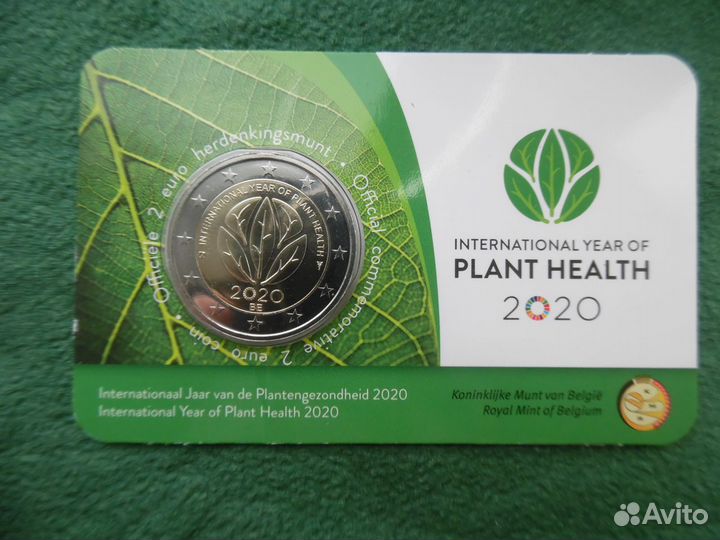 Officiële 2 euro herdenkingsmunt • Official commemorative 2 euro coin •
INTERNATIONAL YEAR OF PLANT HEALTH
2020
BE
INTERNATIONAL YEAR OF
PLANT HEALTH
2020
Internationaal Jaar van de Plantengezondheid 2020
International Year of Plant Health 2020
Koninklijke Munt van België
Royal Mint of Belgium
Avito